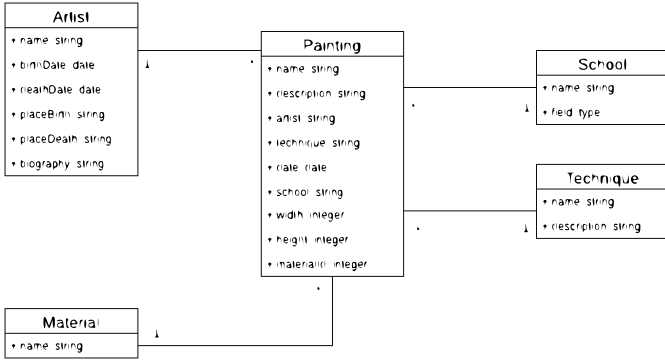 Artist
+ name string
+ birthDate date
+ deathDate date
+ placeBirth string
+ placeDeath string
+ biography string
1
*
Painting
+ name string
+ description string
+ artist string
+ technique string
+ date date
+ school string
+ width integer
+ height integer
+ materialId integer
*
1
School
+ name string
+ field type
*
1
Technique
+ name string
+ description string
*
1
Material
+ name string